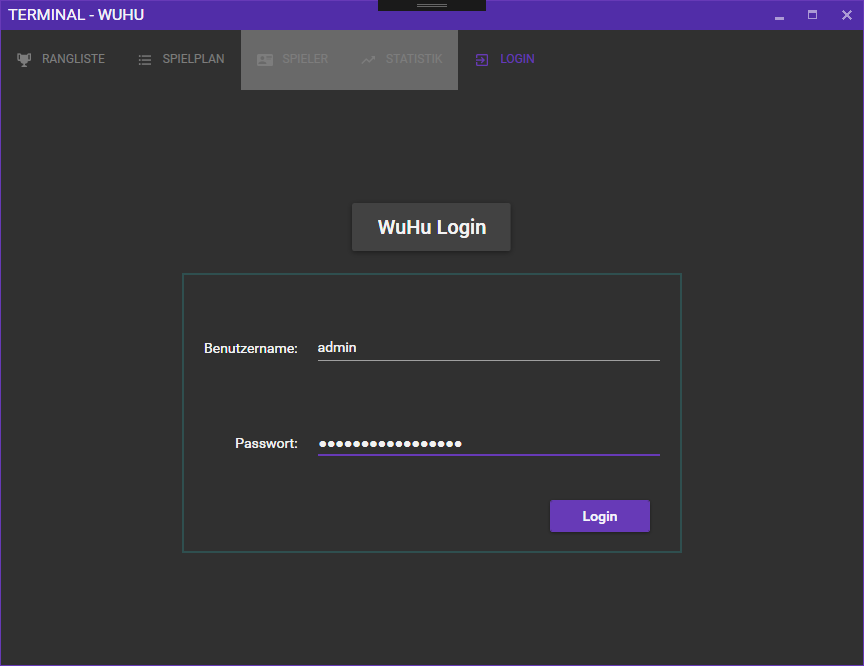 TERMINAL - WUHU
RANGLISTE SPIELPLAN SPIELER STATISTIK LOGIN
WuHu Login
Benutzername: admin
Passwort: ●●●●●●●●●●●●●●●●●
Login